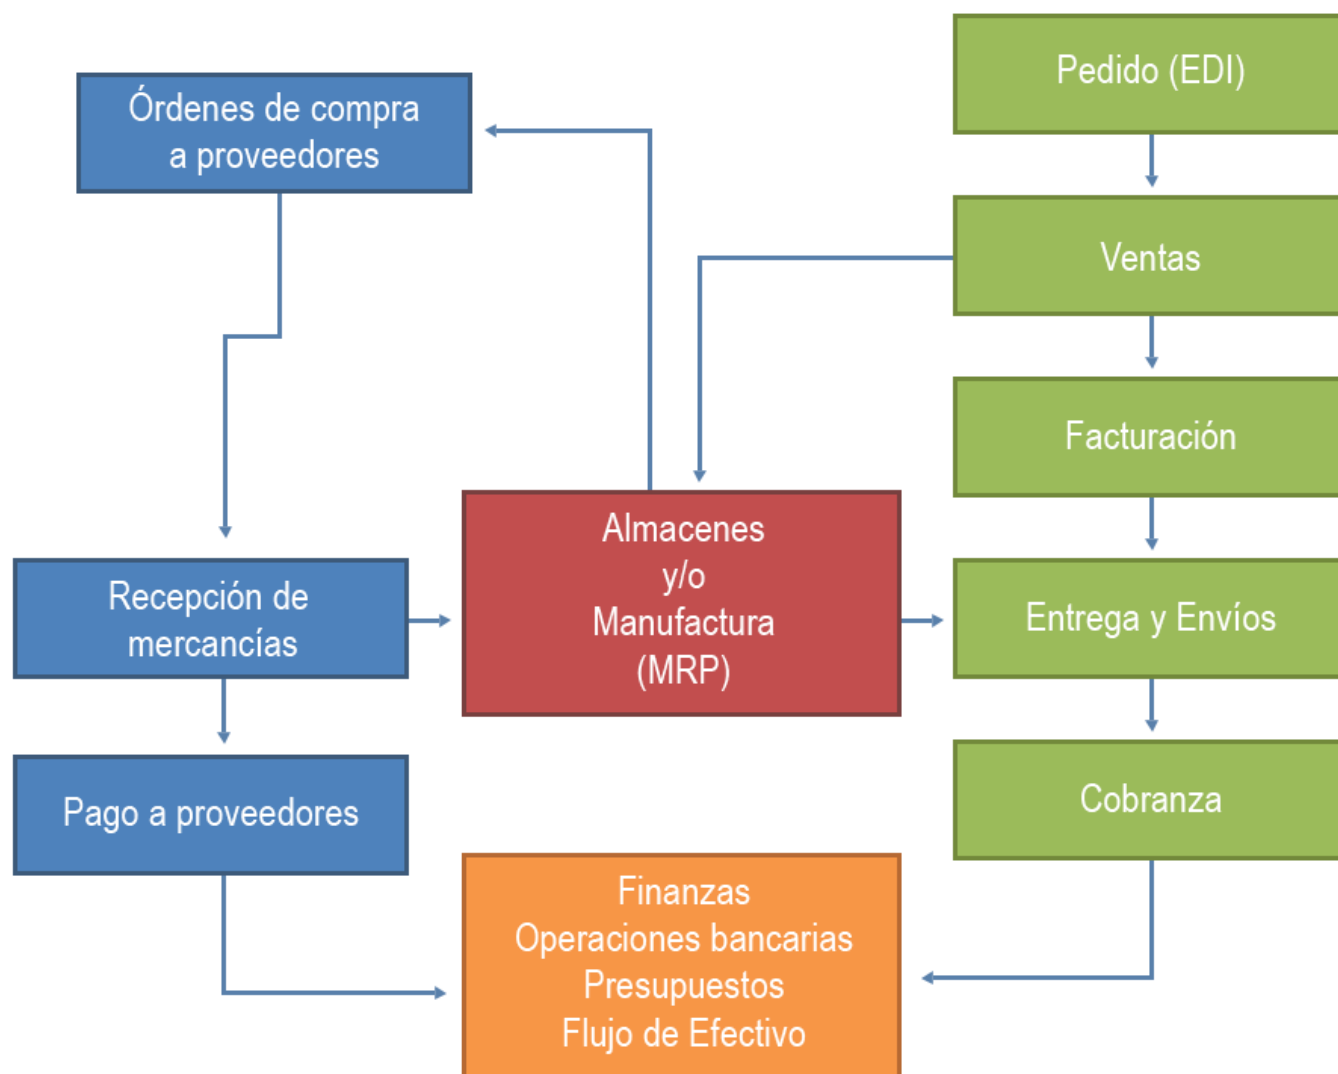 Pedido (EDI)
Órdenes de compra
a proveedores
Ventas
Facturación
Almacenes
y/o
Manufactura
(MRP)
Recepción de
mercancías
Entrega y Envíos
Pago a proveedores
Cobranza
Finanzas
Operaciones bancarias
Presupuestos
Flujo de Efectivo